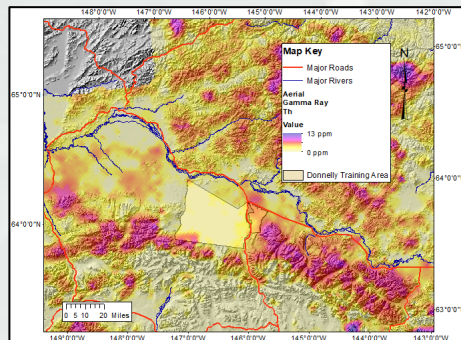 148°0'0"W 147°0'0"W 146°0'0"W 145°0'0"W 144°0'0"W 143°0'0"W 142°0'0"W
Map Key
Major Roads
Major Rivers
Aerial
Gamma Ray
Th
Value
13 ppm
0 ppm
Donnelly Training Area
N
65°0'0"N
65°0'0"N
64°0'0"N
64°0'0"N
63°0'0"N
0 5 10 20 Miles
149°0'0"W 148°0'0"W 147°0'0"W 146°0'0"W 145°0'0"W 144°0'0"W 143°0'0"W